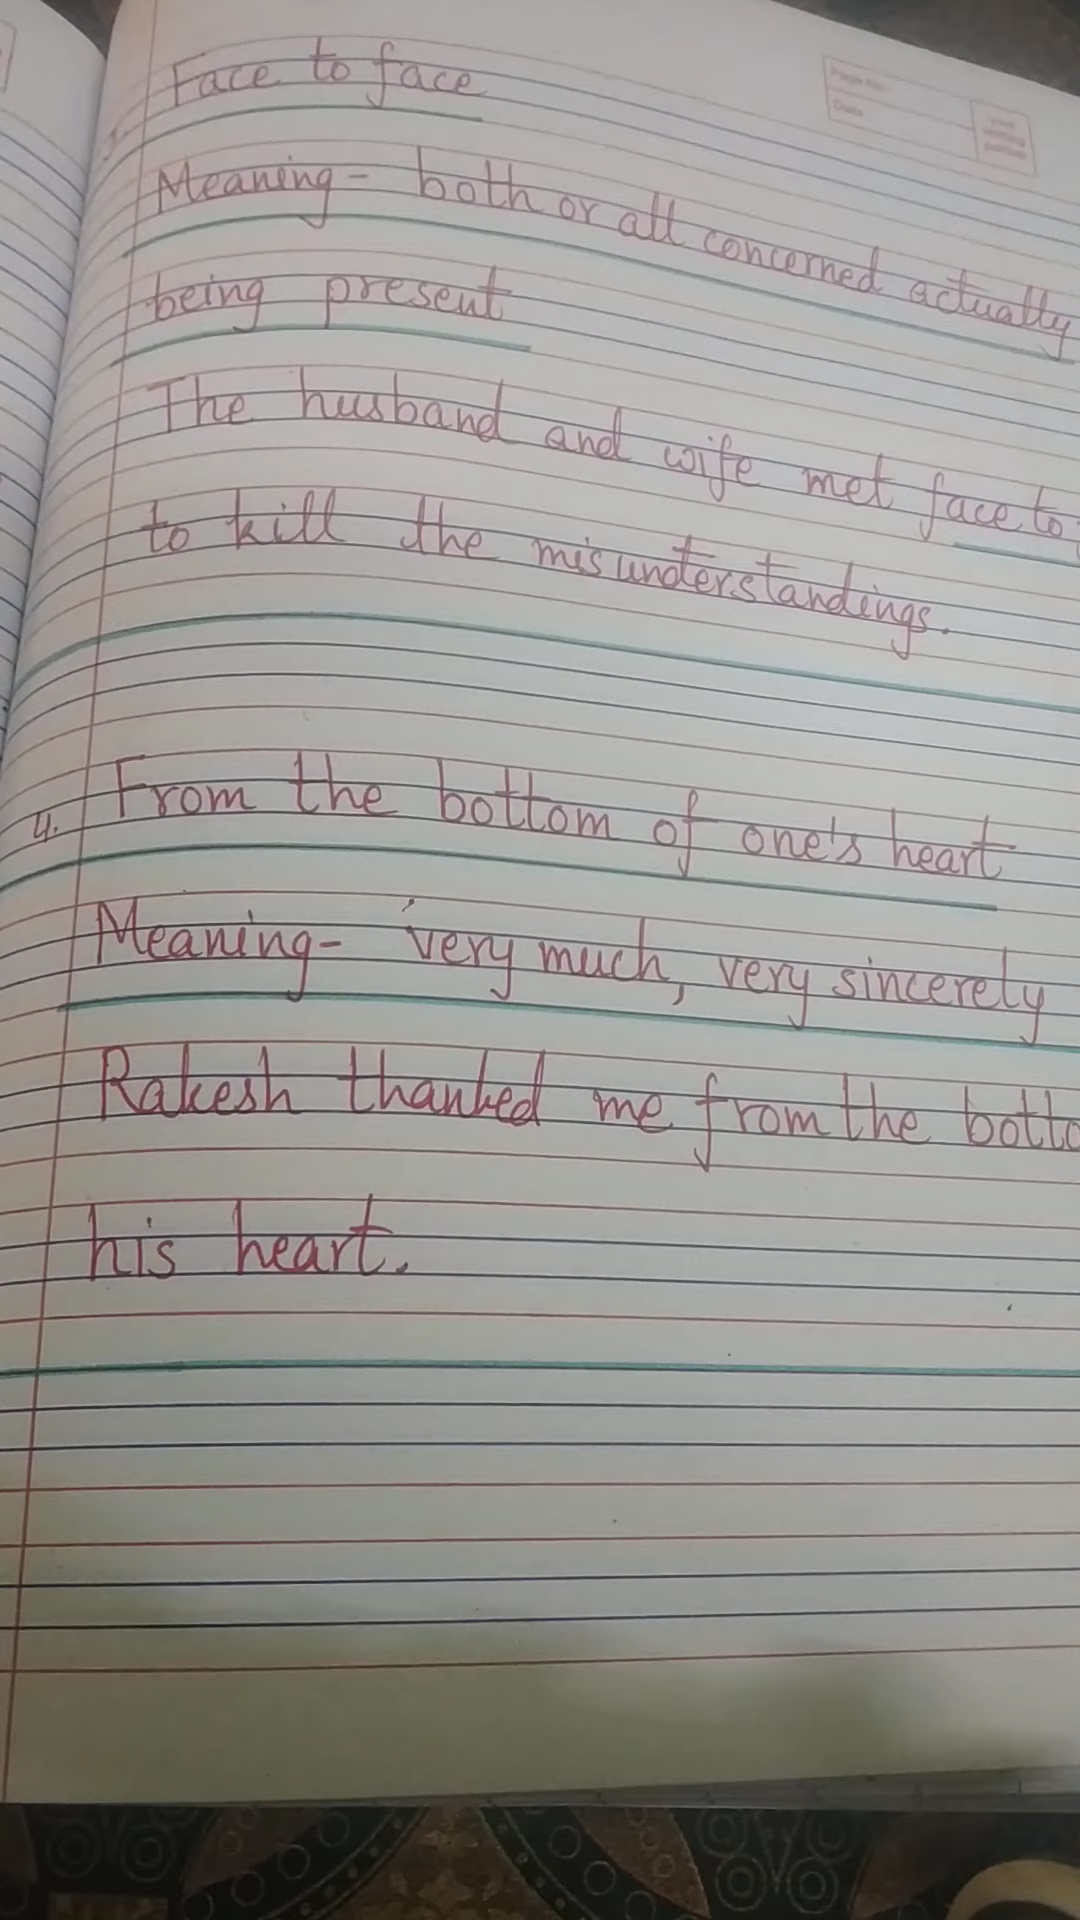 Face to face
3.
Meaning - both or all concerned actually
being present
The husband and wife met face to
to kill the misunderstandings.
4. From the bottom of one's heart
Meaning - very much, very sincerely
Rakesh thanked me from the botto
his heart.